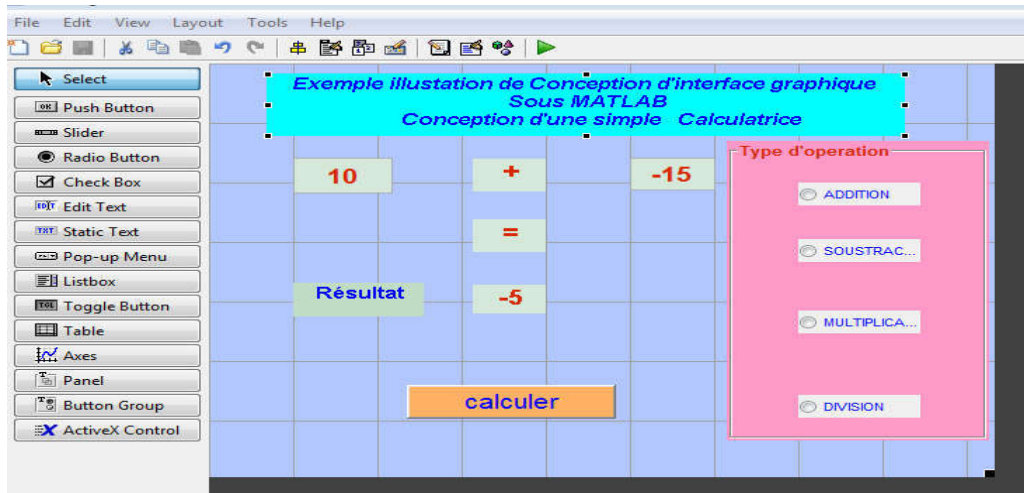 File Edit View Layout Tools Help
Select
Push Button
Slider
Radio Button
Check Box
Edit Text
Static Text
Pop-up Menu
Listbox
Toggle Button
Table
Axes
Panel
Button Group
ActiveX Control
Exemple illustation de Conception d'interface graphique
Sous MATLAB
Conception d'une simple Calculatrice
10 + -15
=
Résultat -5
calculer
Type d'operation
ADDITION
SOUSTRAC...
MULTIPLICA...
DIVISION